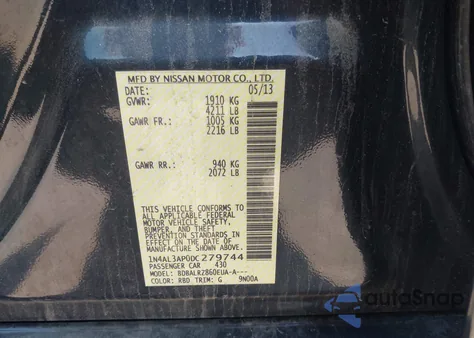 MFD BY NISSAN MOTOR CO., LTD.
DATE: 05/13
GVWR: 1910 KG
4211 LB
GAWR FR: 1005 KG
2216 LB
GAWR RR: 940 KG
2072 LB
THIS VEHICLE CONFORMS TO
ALL APPLICABLE FEDERAL
MOTOR VEHICLE SAFETY,
BUMPER, AND THEFT
PREVENTION STANDARDS
IN EFFECT ON THE DATE OF
MANUFACTURE SHOWN ABOVE.
1N4AL3AP0DC279744
PASSENGER CAR 430
MODEL: BDBALR2860EUA-A---
COLOR: RBD TRIM: G 9N00A
autoSnap